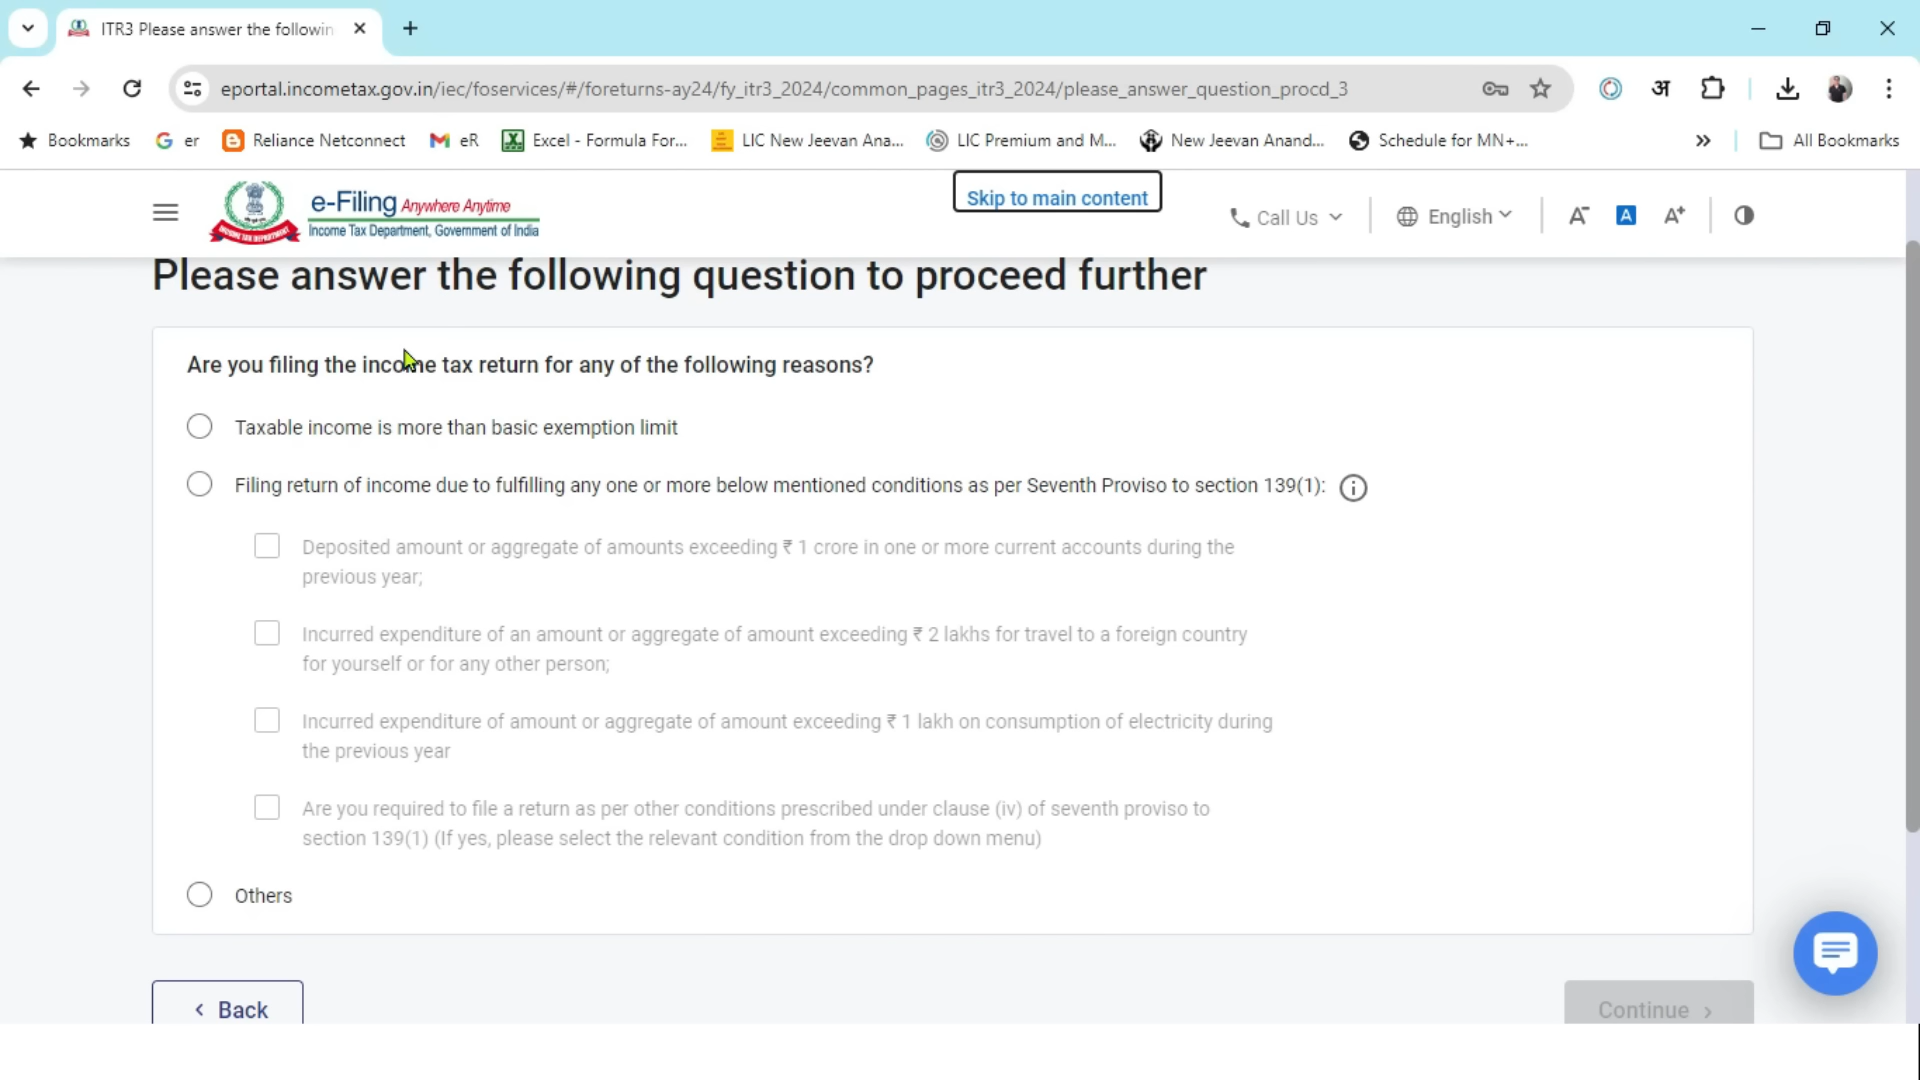 ITR3 Please answer the followin
eportal.incometax.gov.in/iec/foservices/#/foreturns-ay24/fy_itr3_2024/common_pages_itr3_2024/please_answer_question_procd_3
अ
Bookmarks
er
Reliance Netconnect
eR
Excel - Formula For...
LIC New Jeevan Ana...
LIC Premium and M...
New Jeevan Anand...
Schedule for MN+...
All Bookmarks
e-Filing Anywhere Anytime
Income Tax Department, Government of India
INCOME TAX DEPARTMENT
Skip to main content
Call Us
English
A-
A
A+
Please answer the following question to proceed further
Are you filing the income tax return for any of the following reasons?
Taxable income is more than basic exemption limit
Filing return of income due to fulfilling any one or more below mentioned conditions as per Seventh Proviso to section 139(1):
Deposited amount or aggregate of amounts exceeding ₹ 1 crore in one or more current accounts during the
previous year;
Incurred expenditure of an amount or aggregate of amount exceeding ₹ 2 lakhs for travel to a foreign country
for yourself or for any other person;
Incurred expenditure of amount or aggregate of amount exceeding ₹ 1 lakh on consumption of electricity during
the previous year
Are you required to file a return as per other conditions prescribed under clause (iv) of seventh proviso to
section 139(1) (If yes, please select the relevant condition from the drop down menu)
Others
Back
Continue